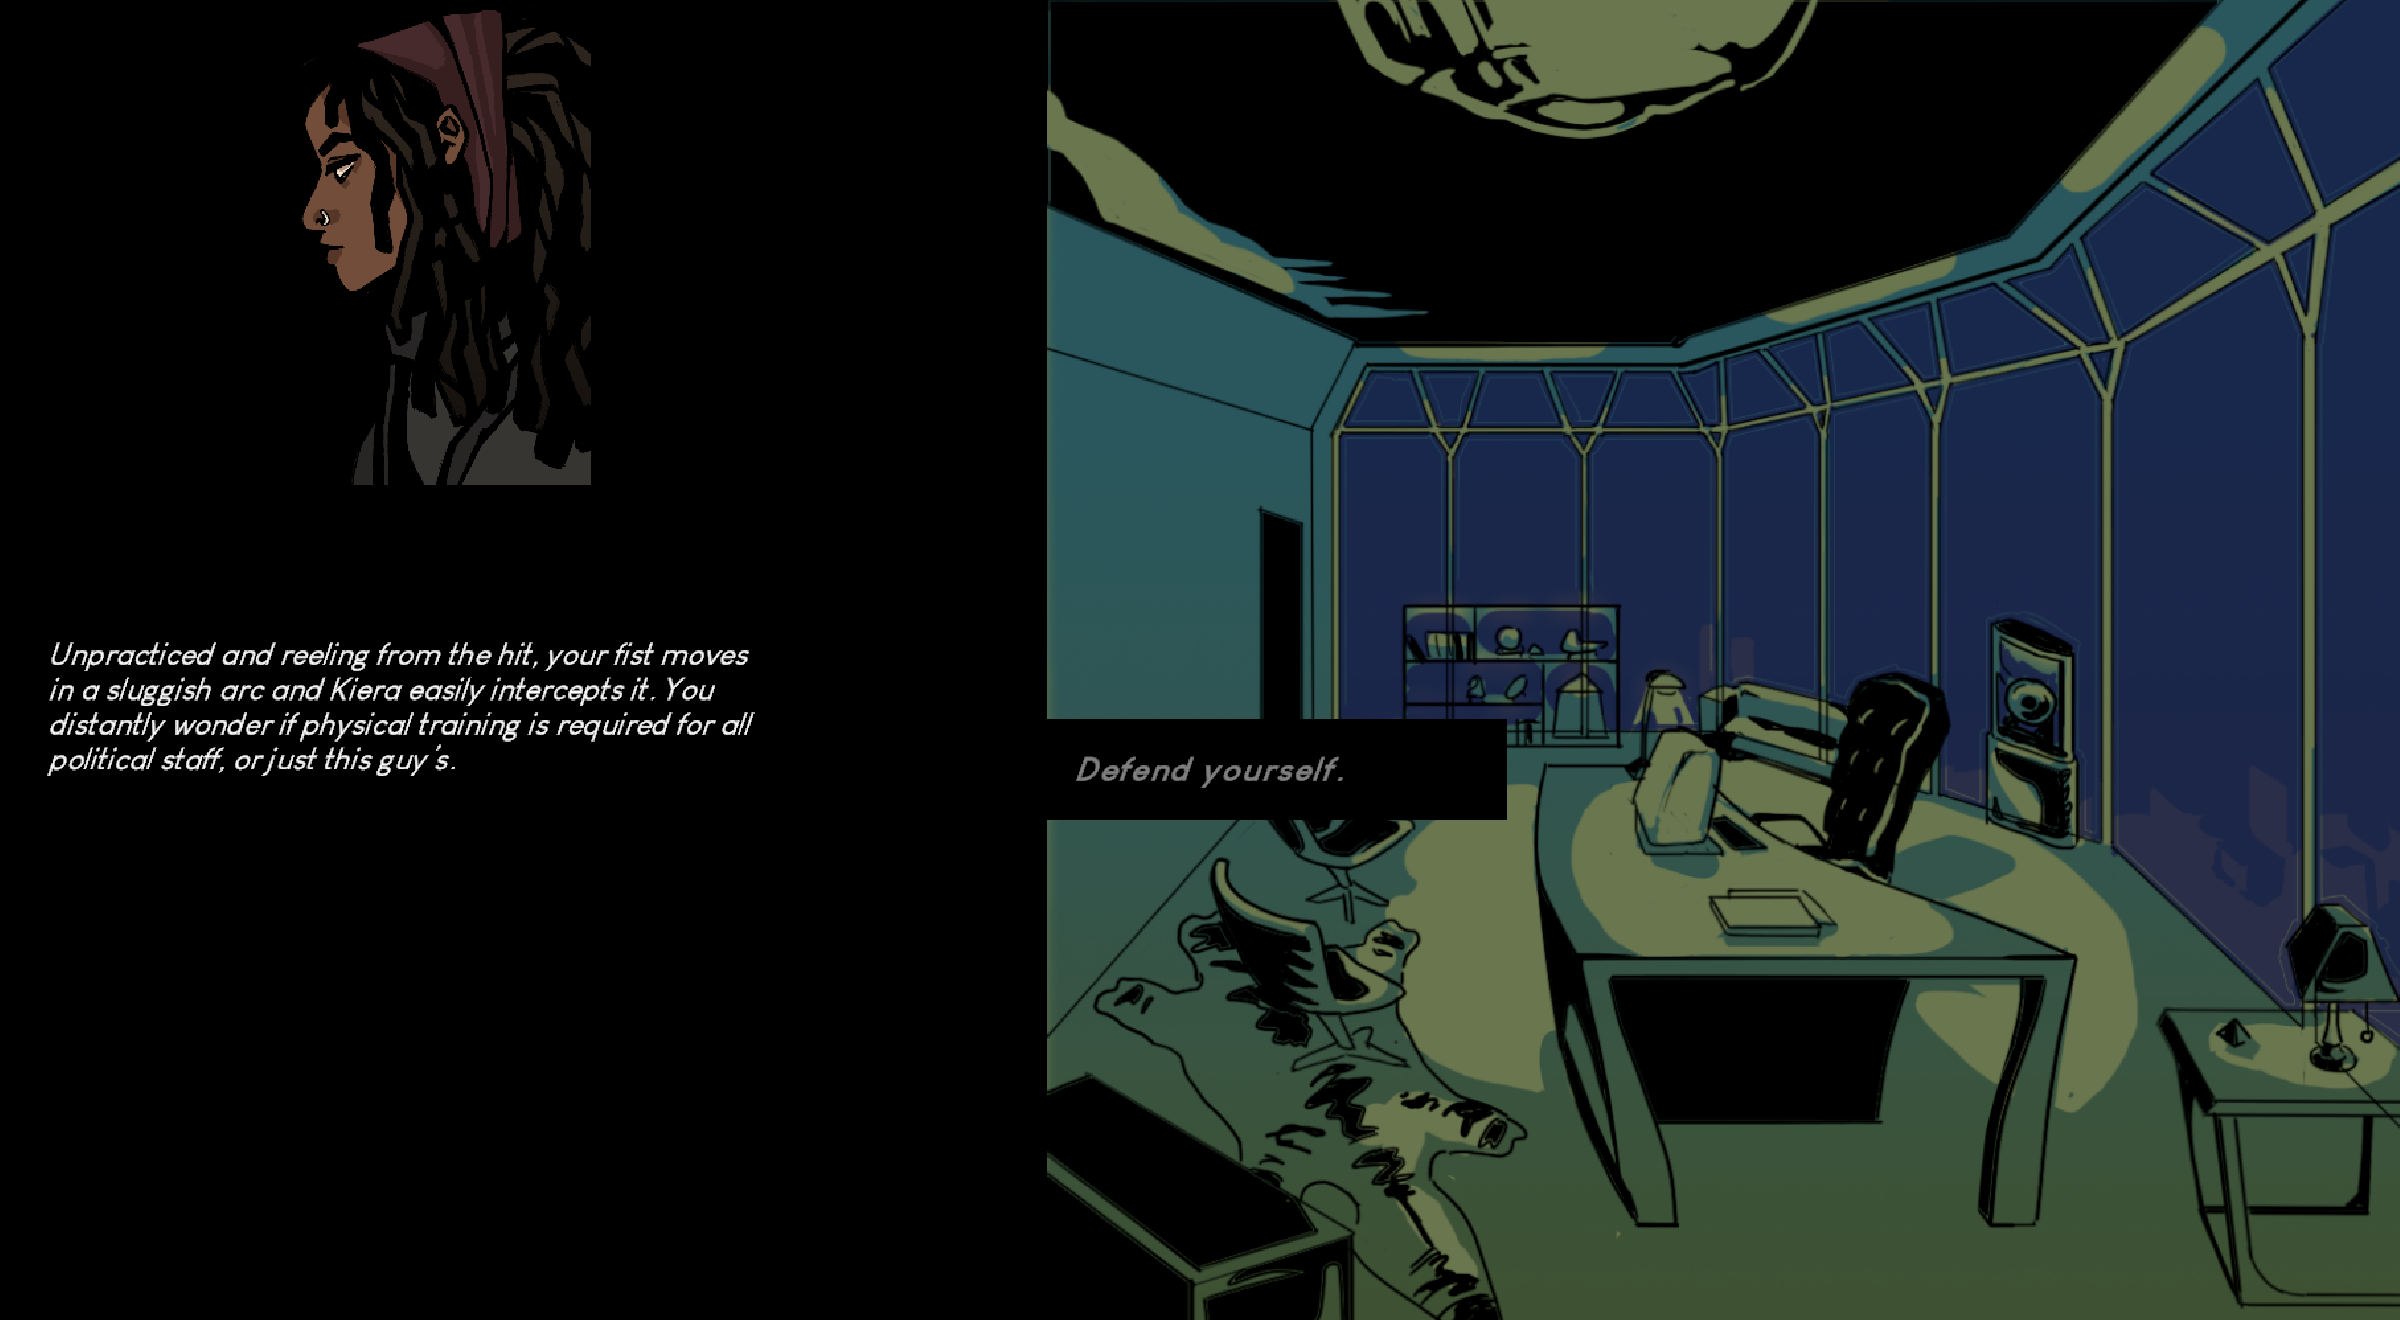 Unpracticed and reeling from the hit, your fist moves
in a sluggish arc and Kiera easily intercepts it. You
distantly wonder if physical training is required for all
political staff, or just this guy's.
Defend yourself.